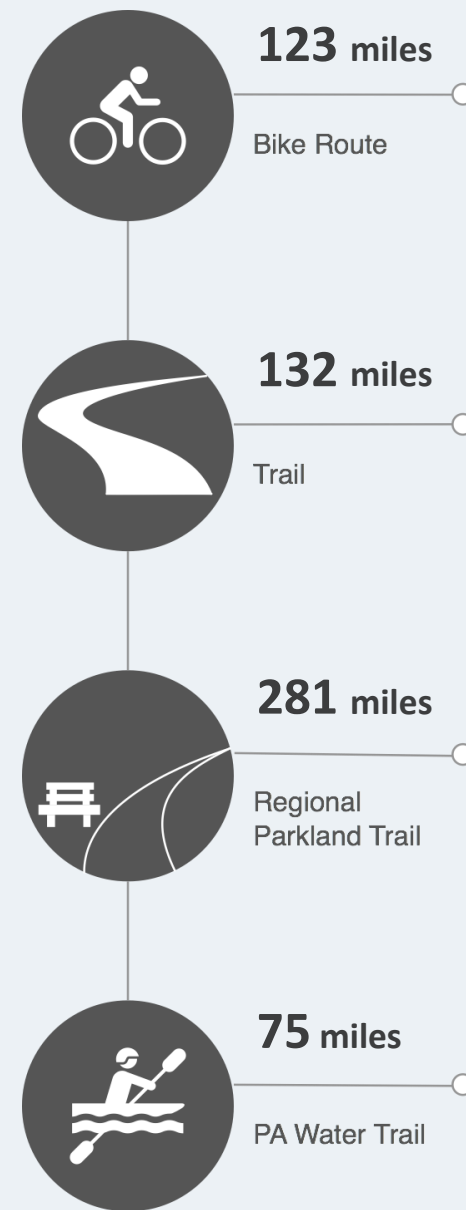 123 miles
Bike Route
132 miles
Trail
281 miles
Regional
Parkland Trail
75 miles
PA Water Trail